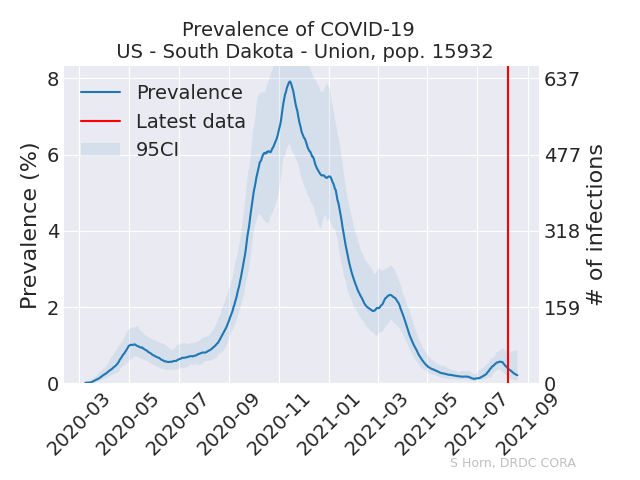 Prevalence of COVID-19
US - South Dakota - Union, pop. 15932
Prevalence
Latest data
95CI
Prevalence (%)
8
6
4
2
0
637
477
318
159
0
# of infections
2020-03
2020-05
2020-07
2020-09
2020-11
2021-01
2021-03
2021-05
2021-07
2021-09
S Horn, DRDC CORA